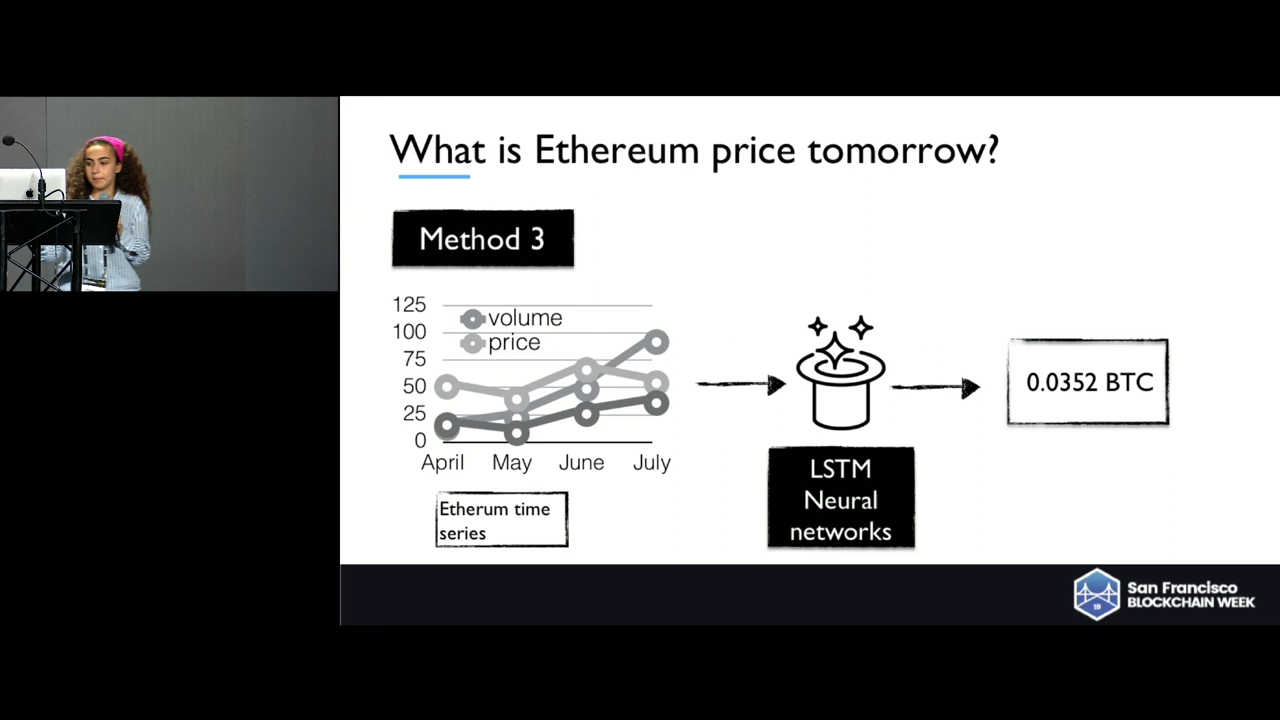 What is Ethereum price tomorrow?
Method 3
125
100
75
50
25
0
volume
price
April May June July
Etherum time
series
LSTM
Neural
networks
0.0352 BTC
San Francisco
BLOCKCHAIN WEEK